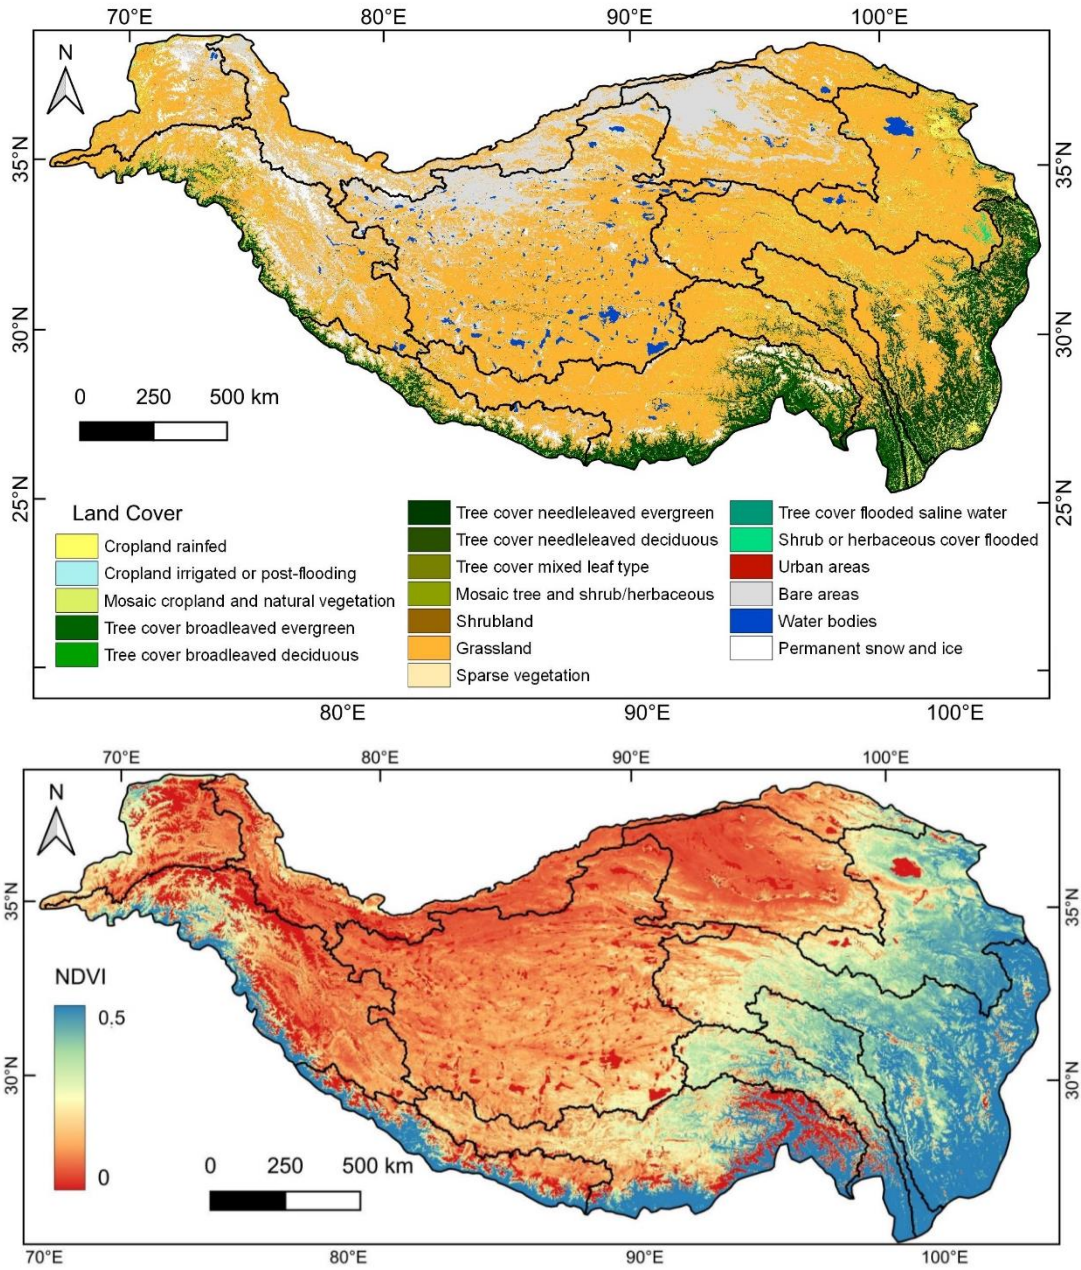 70°E 80°E 90°E 100°E
N
35°N 35°N
30°N 30°N
0 250 500 km
25°N 25°N
Land Cover
Cropland rainfed
Cropland irrigated or post-flooding
Mosaic cropland and natural vegetation
Tree cover broadleaved evergreen
Tree cover broadleaved deciduous
Tree cover needleleaved evergreen
Tree cover needleleaved deciduous
Tree cover mixed leaf type
Mosaic tree and shrub/herbaceous
Shrubland
Grassland
Sparse vegetation
Tree cover flooded saline water
Shrub or herbaceous cover flooded
Urban areas
Bare areas
Water bodies
Permanent snow and ice
80°E 90°E 100°E
70°E 80°E 90°E 100°E
N
35°N 35°N
NDVI
0.5
30°N 30°N
0
0 250 500 km
70°E 80°E 90°E 100°E